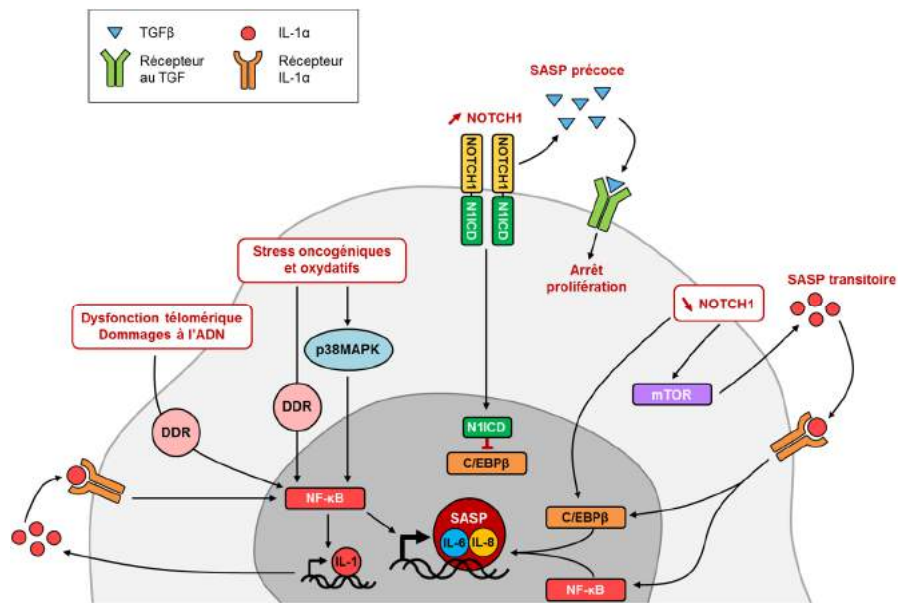 TGFβ
IL-1α
Récepteur
au TGF
Récepteur
IL-1α
SASP précoce
NOTCH1
NOTCH1
NOTCH1
N1ICD
N1ICD
Stress oncogéniques
et oxydatifs
Arrêt
prolifération
SASP transitoire
NOTCH1
Dysfonction télomérique
Dommages à l'ADN
p38MAPK
mTOR
DDR
DDR
N1ICD
C/EBPβ
NF-κB
SASP
IL-6
IL-8
C/EBPβ
IL-1
NF-κB